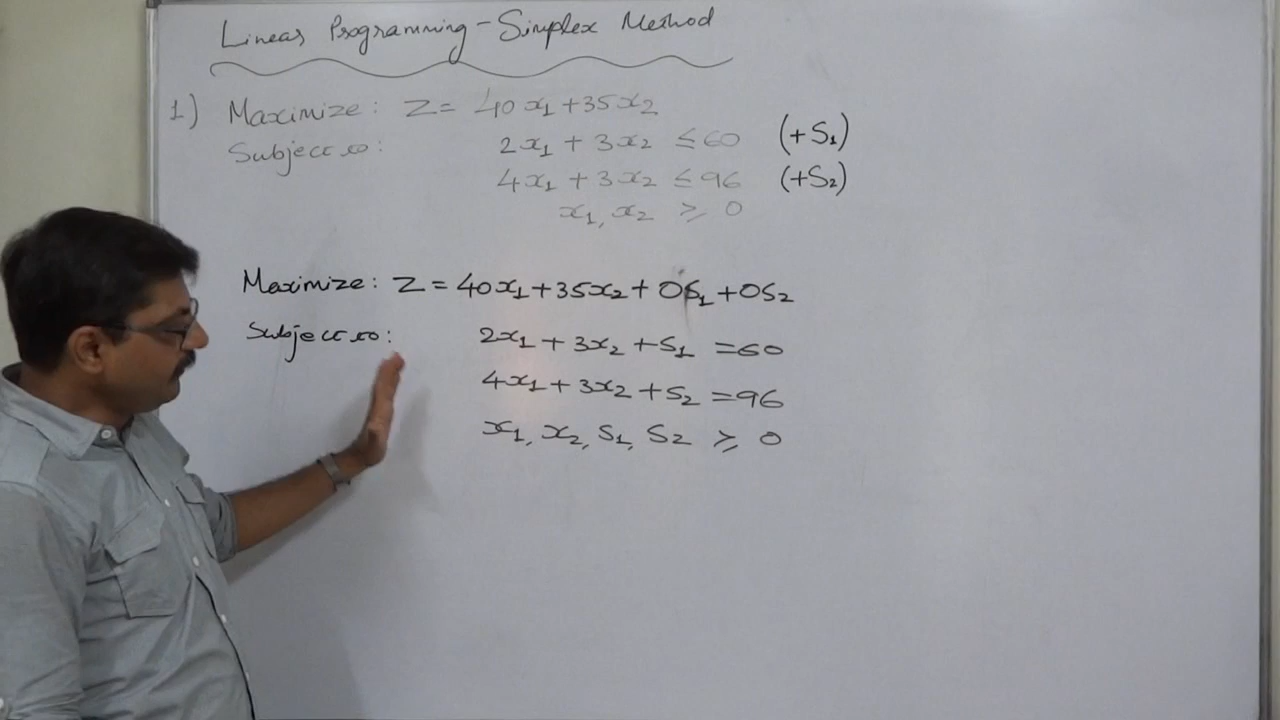 Linear Programming - Simplex Method
1) Maximize: Z = 40x₁ + 35x₂
Subject to: 2x₁ + 3x₂ ≤ 60 (+S₁)
4x₁ + 3x₂ ≤ 96 (+S₂)
x₁, x₂ ≥ 0
Maximize: Z = 40x₁ + 35x₂ + 0S₁ + 0S₂
Subject to: 2x₁ + 3x₂ + S₁ = 60
4x₁ + 3x₂ + S₂ = 96
x₁, x₂, S₁, S₂ ≥ 0